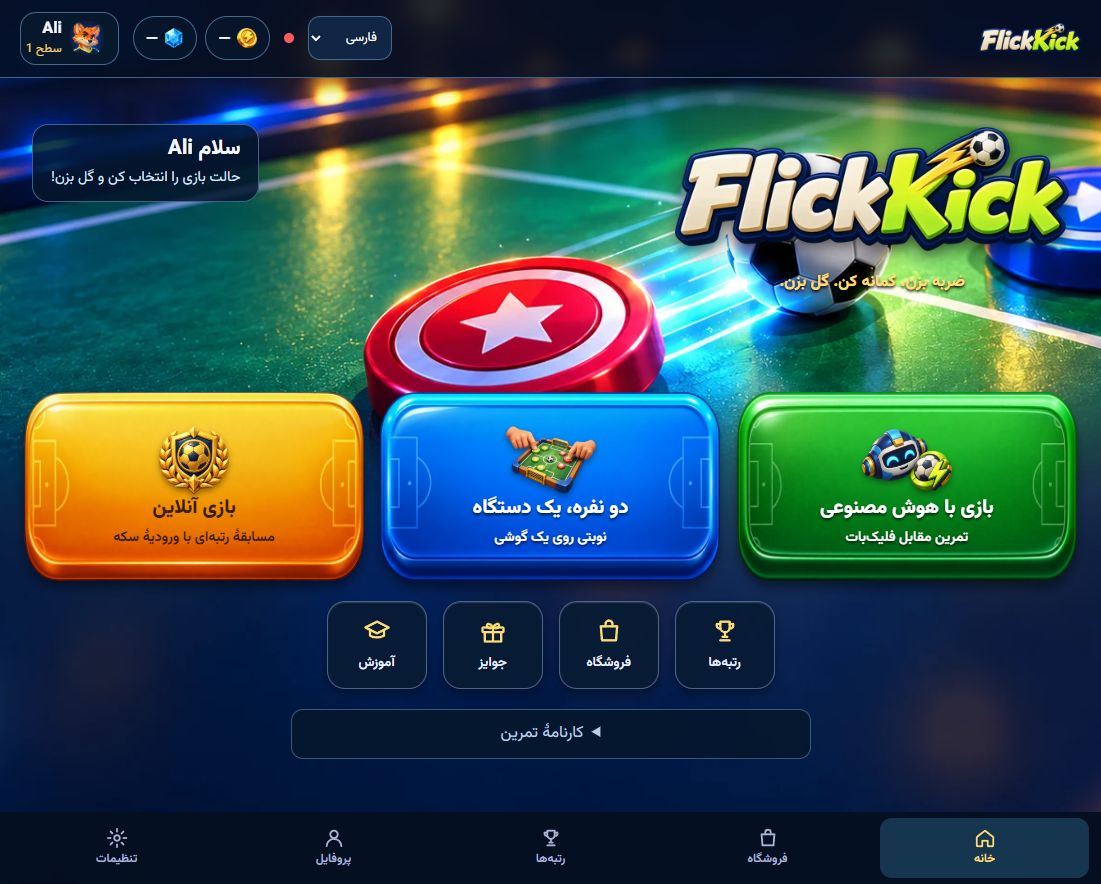 FlickKick
فارسی
–
–
Ali
سطح 1
سلام Ali
حالت بازی را انتخاب کن و گل بزن!
FlickKick
ضربه بزن. کمانه کن. گل بزن.
بازی با هوش مصنوعی
تمرین مقابل فلیک‌بات
دو نفره، یک دستگاه
نوبتی روی یک گوشی
بازی آنلاین
مسابقهٔ رتبه‌ای با ورودیهٔ سکه
رتبه‌ها
فروشگاه
جوایز
آموزش
◀ کارنامهٔ تمرین
خانه
فروشگاه
رتبه‌ها
پروفایل
تنظیمات